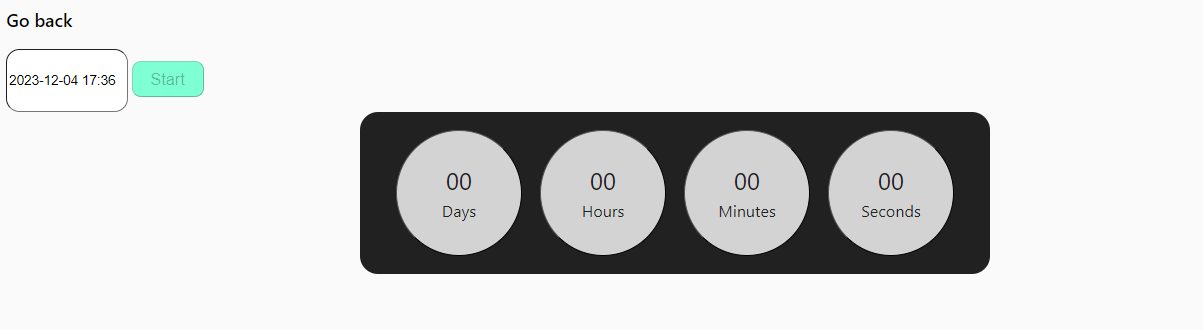 Go back
2023-12-04 17:36
Start
00 00 00 00
Days Hours Minutes Seconds